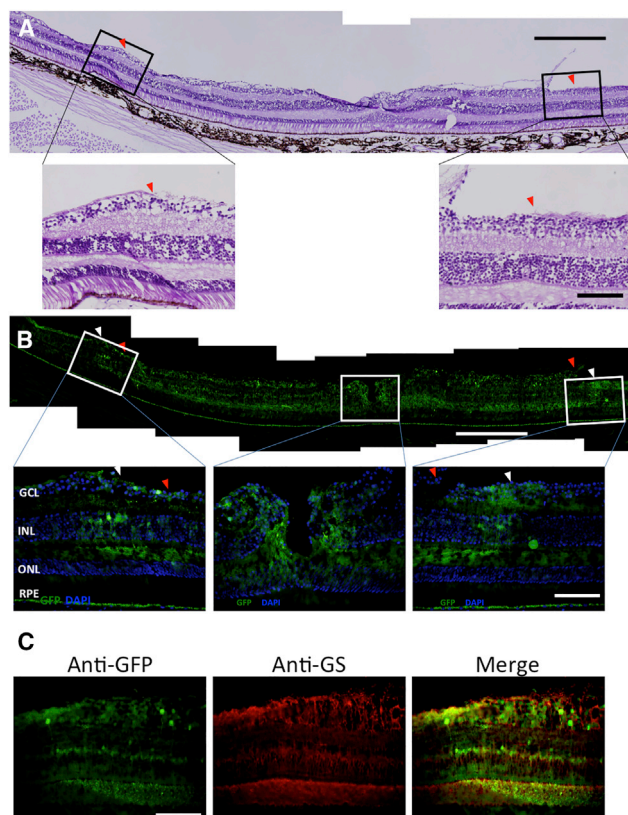 A
B
GCL
INL
ONL
RPE
GFP DAPI
GFP DAPI
GFP DAPI
C
Anti-GFP Anti-GS Merge